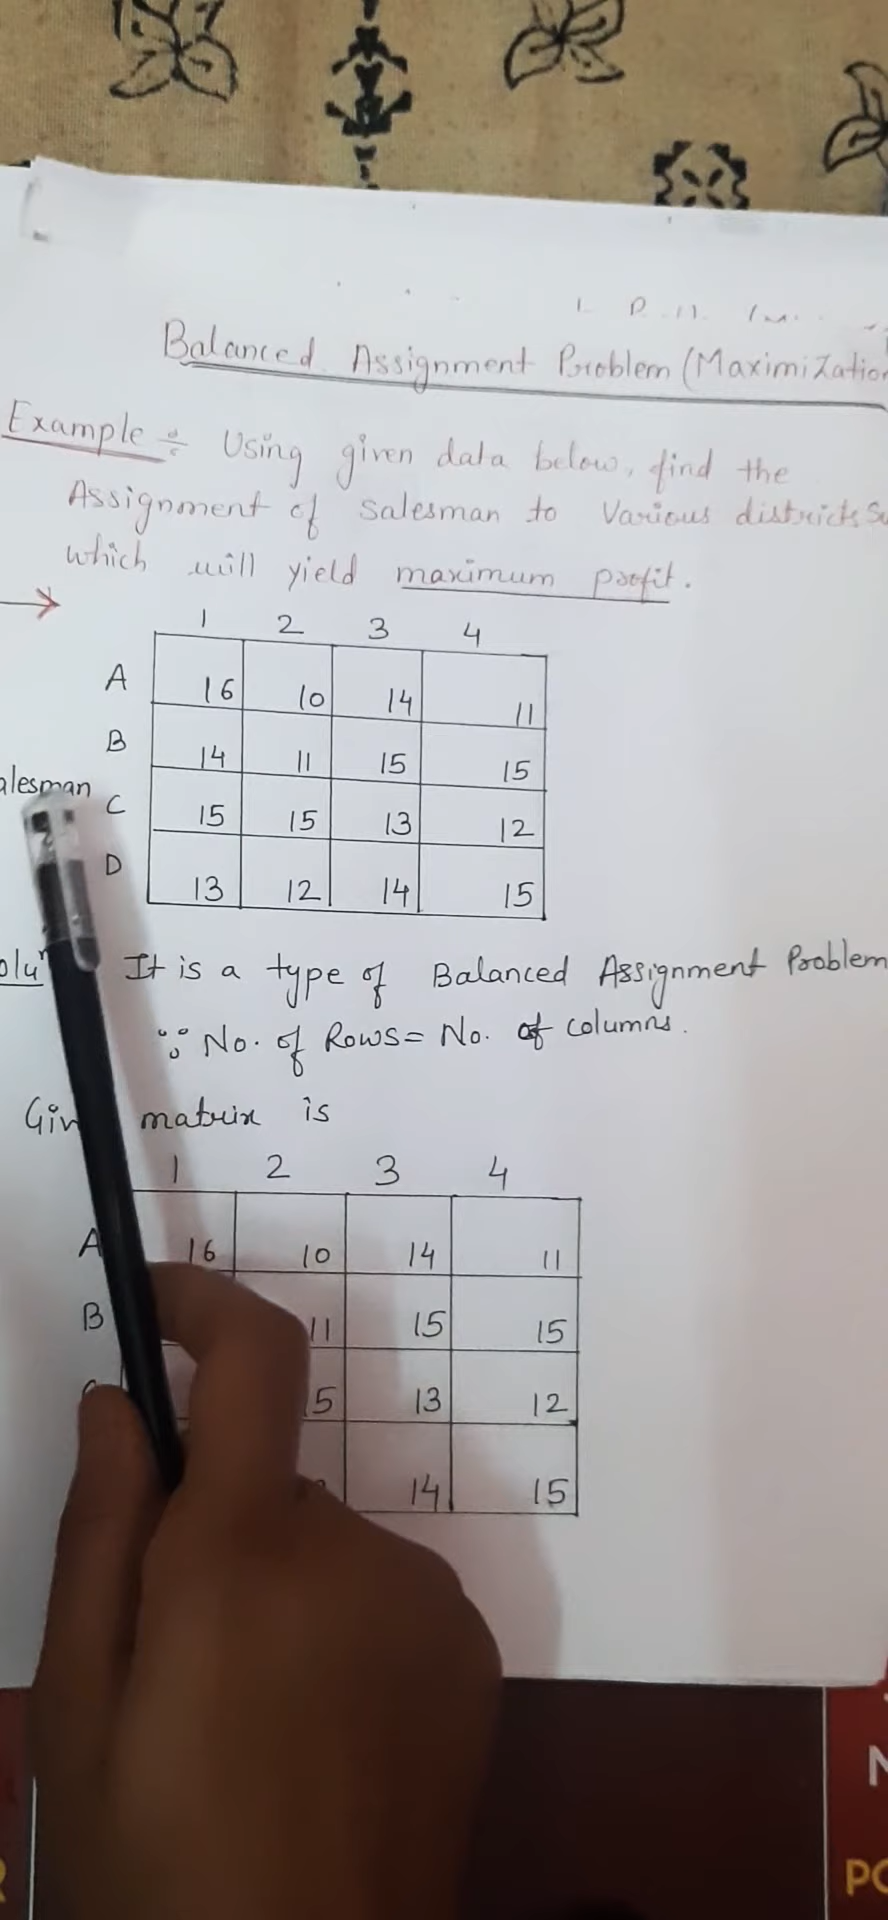 Balanced Assignment Problem (Maximization
Example ÷ Using given data below, find the
Assignment of Salesman to Various districts
which will yield maximum profit.
1 2 3 4
A 16 10 14 11
B 14 11 15 15
alesman
C 15 15 13 12
D 13 12 14 15
olun It is a type of Balanced Assignment Problem
∵ No. of Rows = No. of columns.
Giv matrix is
1 2 3 4
A 16 10 14 11
B 11 15 15
5 13 12
14 15
N
PO